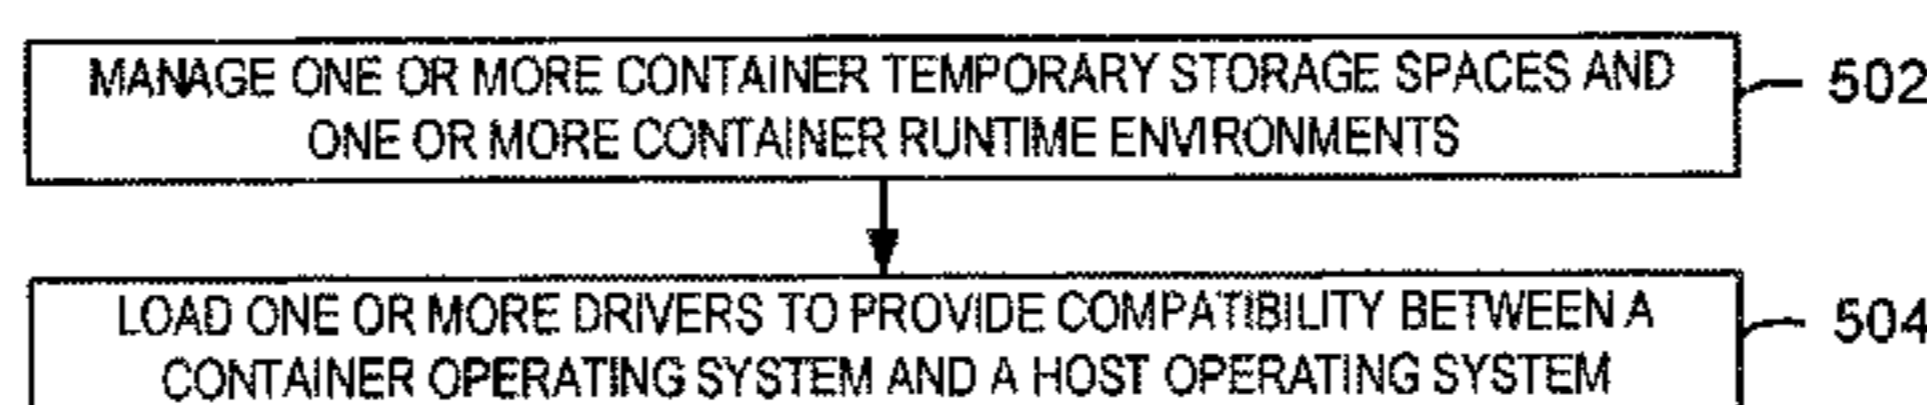 MANAGE ONE OR MORE CONTAINER TEMPORARY STORAGE SPACES AND
ONE OR MORE CONTAINER RUNTIME ENVIRONMENTS
502
LOAD ONE OR MORE DRIVERS TO PROVIDE COMPATIBILITY BETWEEN A
CONTAINER OPERATING SYSTEM AND A HOST OPERATING SYSTEM
504